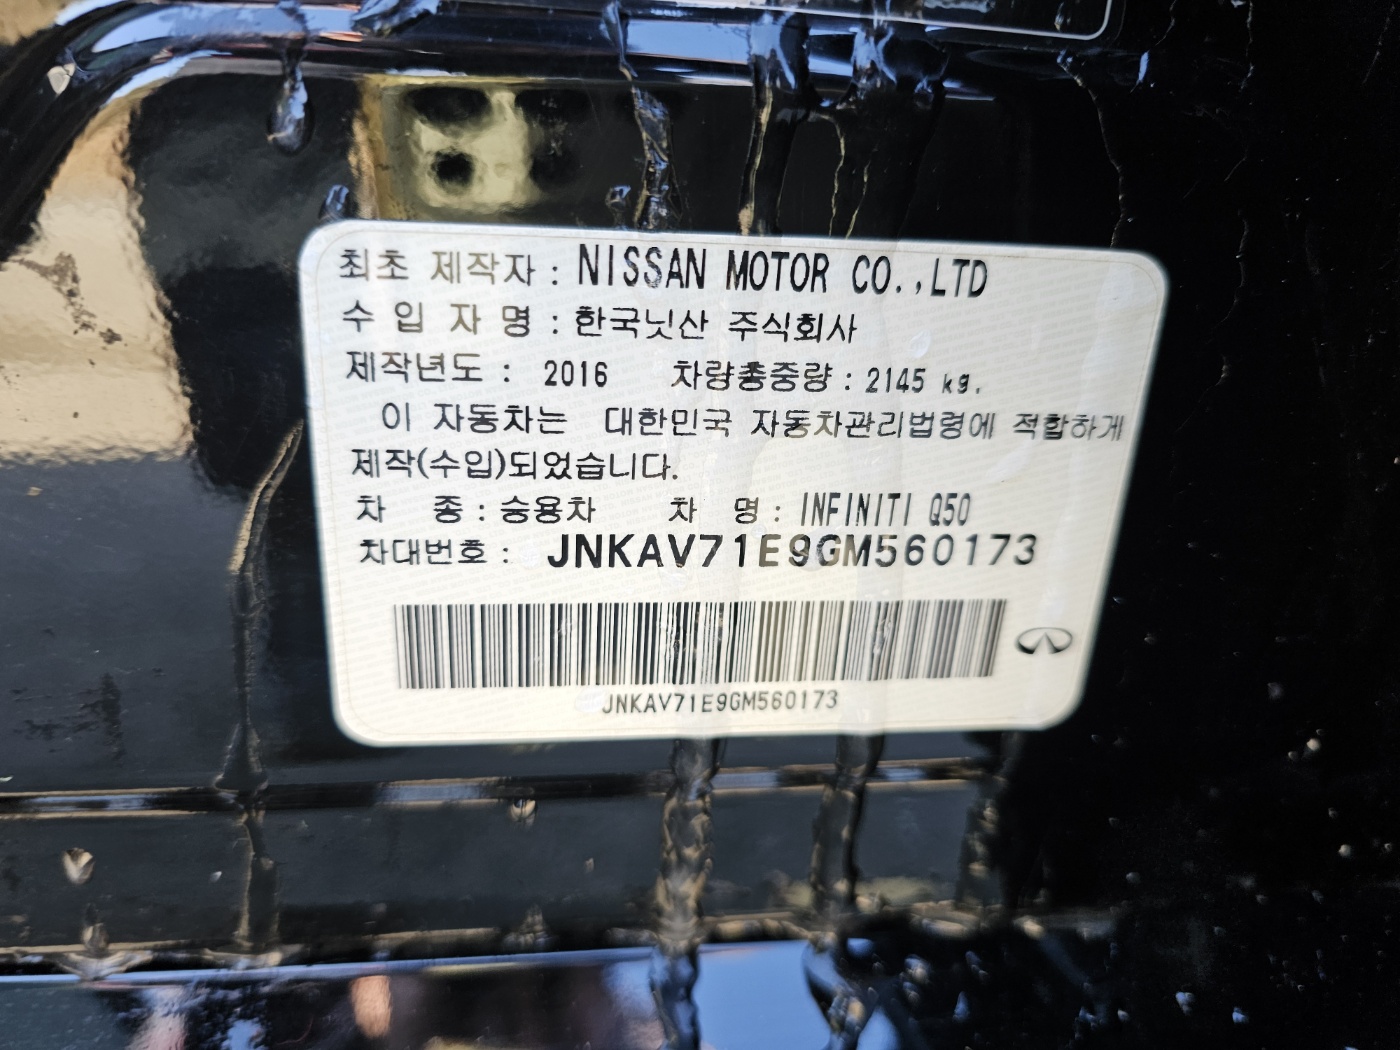 최초 제작자 : NISSAN MOTOR CO.,LTD
수 입 자 명 : 한국닛산 주식회사
제작년도 : 2016 차량총중량 : 2145 kg.
이 자동차는 대한민국 자동차관리법령에 적합하게
제작(수입)되었습니다.
차 종 : 승용차 차 명 : INFINITI Q50
차대번호 : JNKAV71E9GM560173
JNKAV71E9GM560173